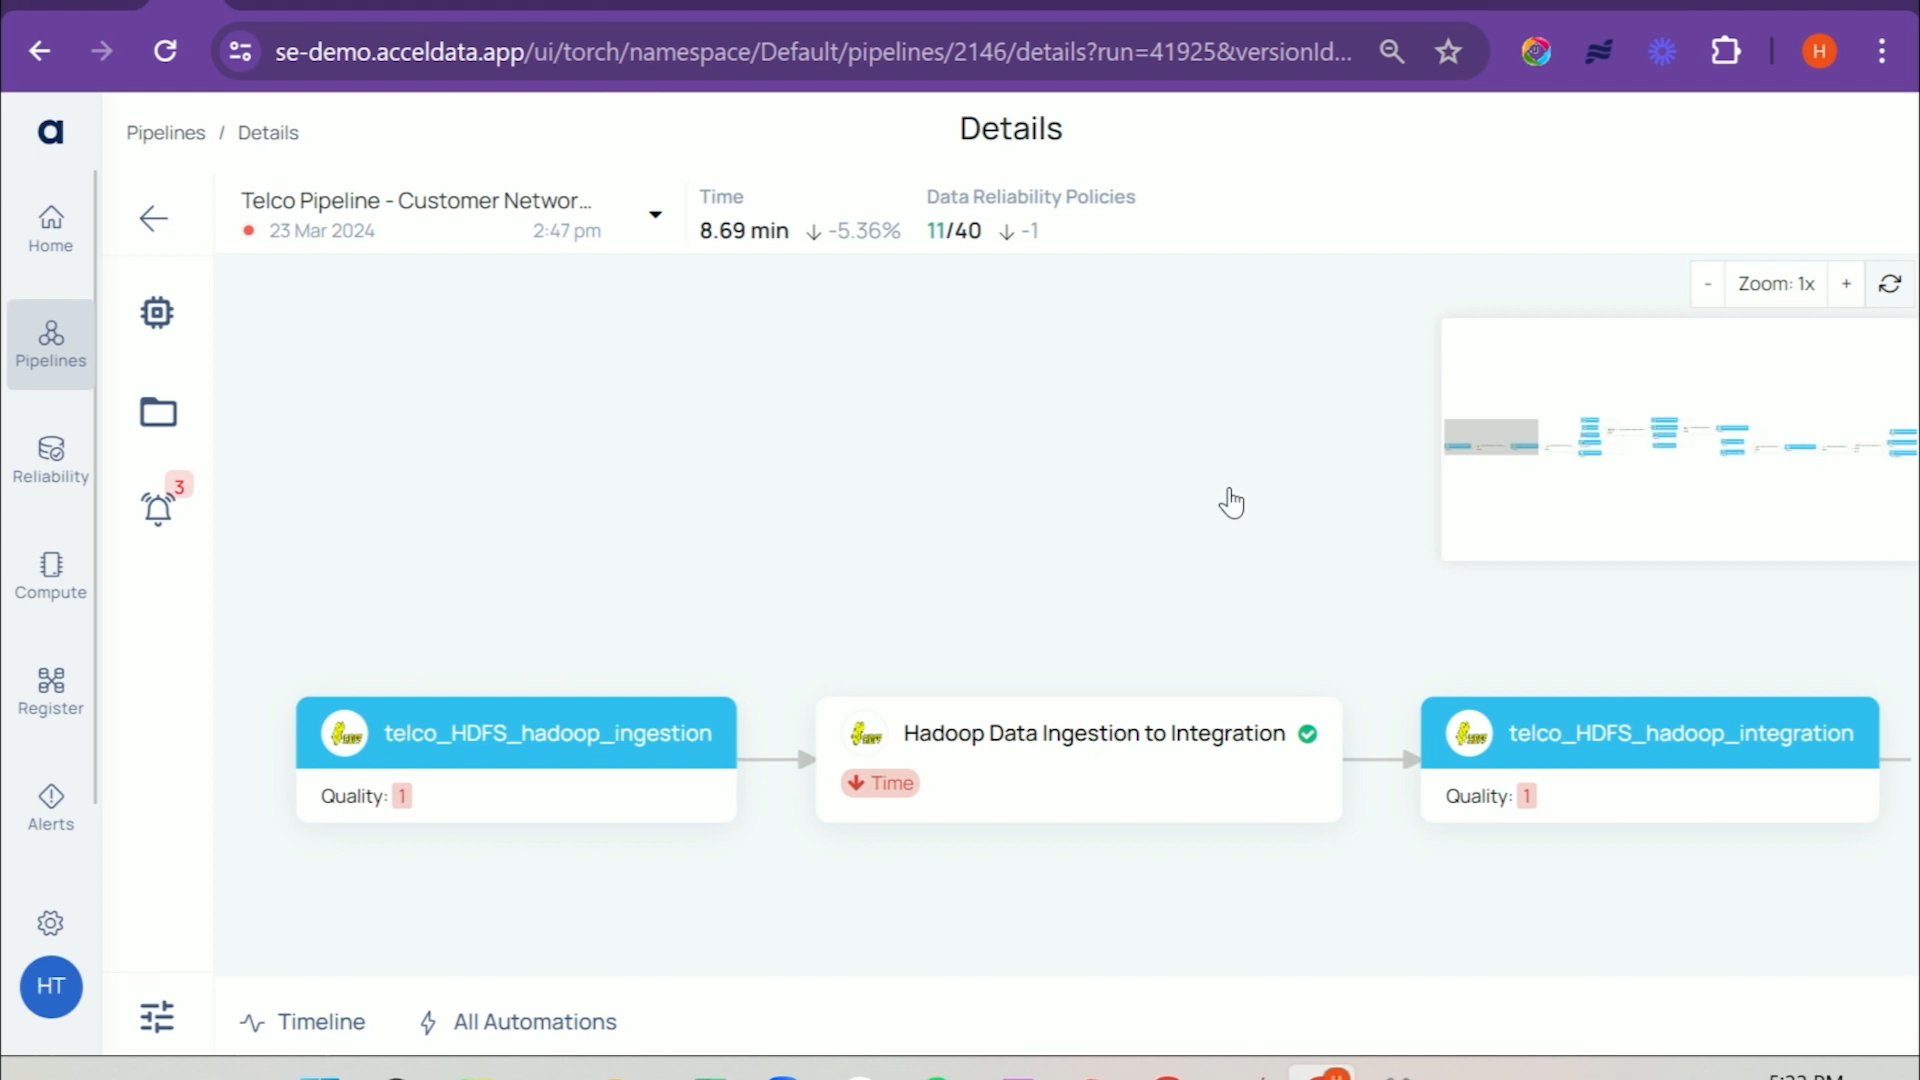 se-demo.acceldata.app/ui/torch/namespace/Default/pipelines/2146/details?run=41925&versionId...
H
a
Pipelines / Details
Details
Telco Pipeline - Customer Networ...
23 Mar 2024 2:47 pm
Time
8.69 min ↓ -5.36%
Data Reliability Policies
11/40 ↓ -1
Home
Pipelines
Reliability
Compute
Register
Alerts
HT
3
- Zoom: 1x +
telco_HDFS_hadoop_ingestion
Quality: 1
Hadoop Data Ingestion to Integration
↓ Time
telco_HDFS_hadoop_integration
Quality: 1
Timeline
All Automations